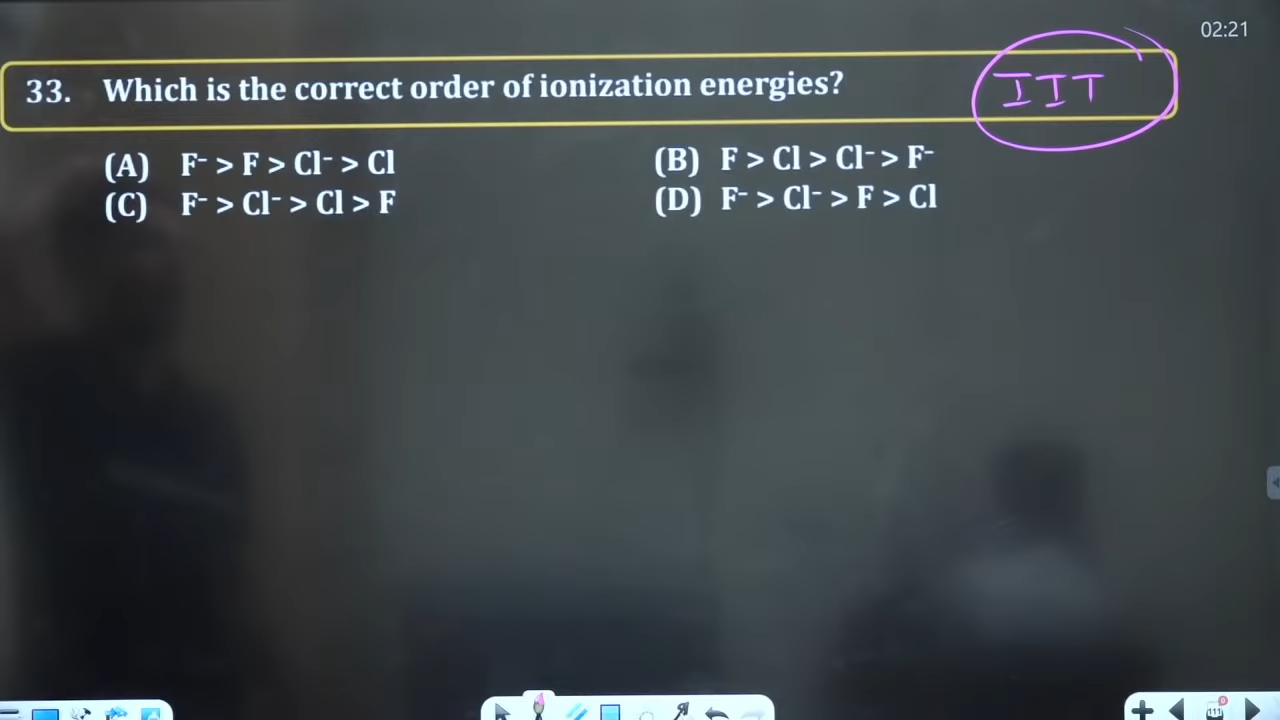 02:21
33. Which is the correct order of ionization energies? IIT
(A) F⁻ > F > Cl⁻ > Cl (B) F > Cl > Cl⁻ > F⁻
(C) F⁻ > Cl⁻ > Cl > F (D) F⁻ > Cl⁻ > F > Cl